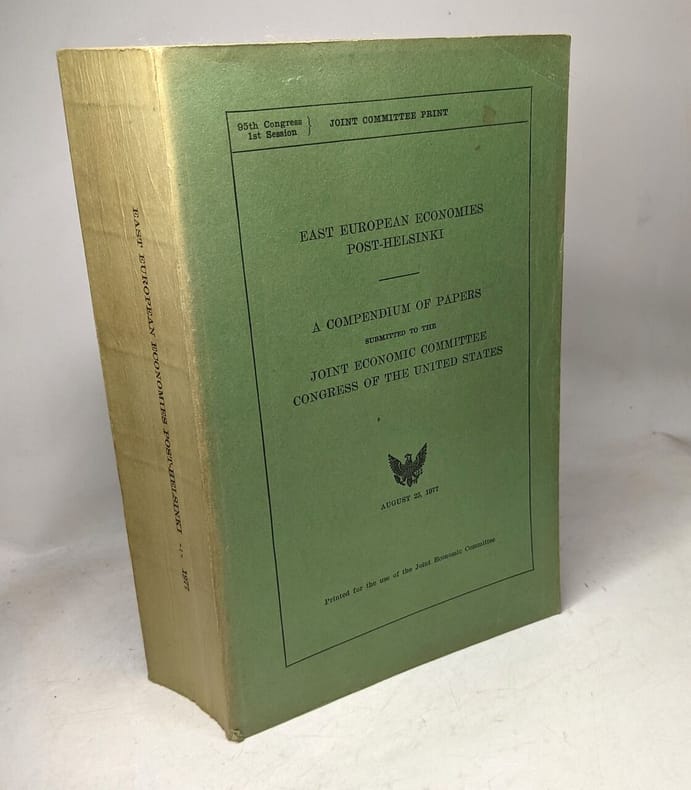 95th Congress
1st Session
JOINT COMMITTEE PRINT
EAST EUROPEAN ECONOMIES
POST-HELSINKI
A COMPENDIUM OF PAPERS
SUBMITTED TO THE
JOINT ECONOMIC COMMITTEE
CONGRESS OF THE UNITED STATES
AUGUST 25, 1977
Printed for the use of the Joint Economic Committee
EAST EUROPEAN ECONOMIES POST-HELSINKI 1977